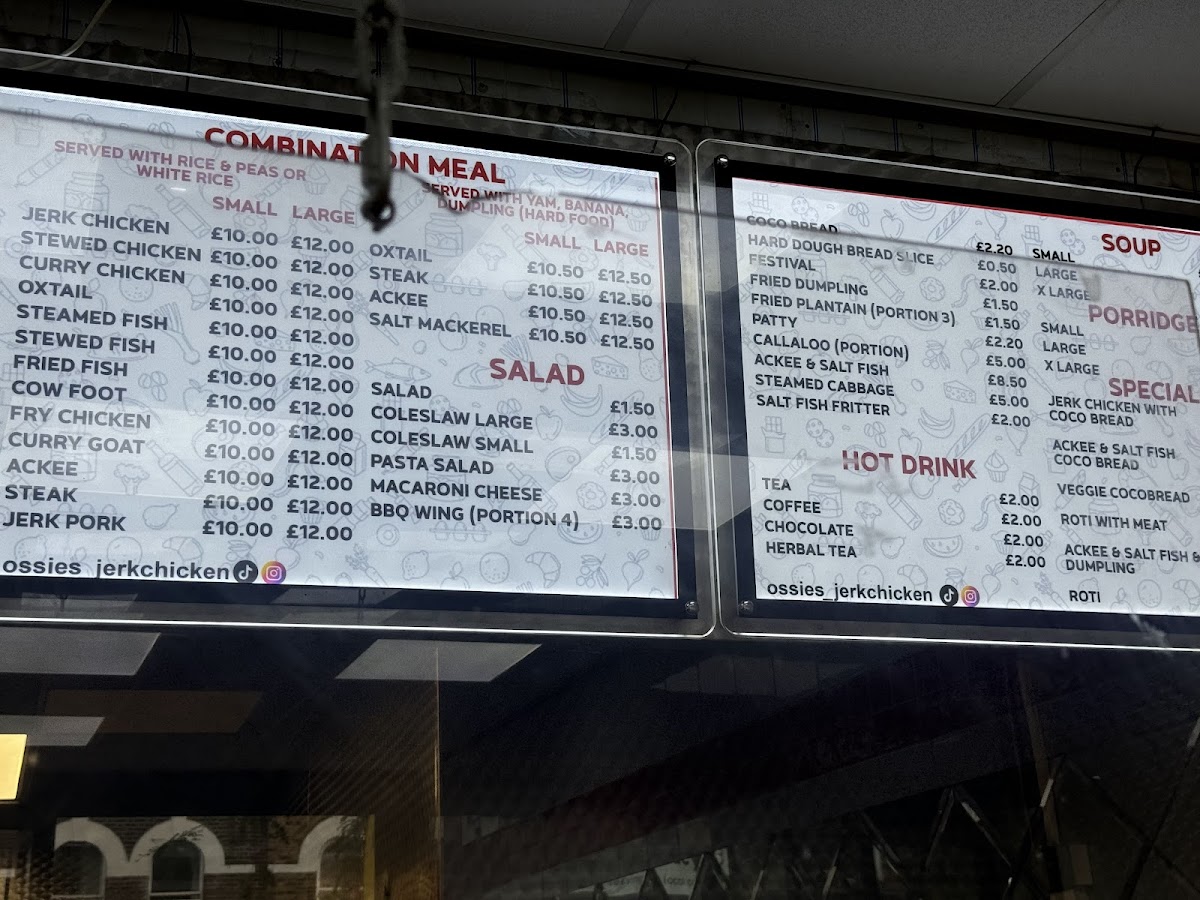 COMBINATION MEAL
SERVED WITH RICE & PEAS OR
WHITE RICE
SMALL LARGE
JERK CHICKEN £10.00 £12.00
STEWED CHICKEN £10.00 £12.00
CURRY CHICKEN £10.00 £12.00
OXTAIL £10.00 £12.00
STEAMED FISH £10.00 £12.00
STEWED FISH £10.00 £12.00
FRIED FISH £10.00 £12.00
COW FOOT £10.00 £12.00
FRY CHICKEN £10.00 £12.00
CURRY GOAT £10.00 £12.00
ACKEE £10.00 £12.00
STEAK £10.00 £12.00
JERK PORK £10.00 £12.00
ossies_jerkchicken
SERVED WITH YAM, BANANA,
DUMPLING (HARD FOOD)
SMALL LARGE
OXTAIL £10.50 £12.50
STEAK £10.50 £12.50
ACKEE £10.50 £12.50
SALT MACKEREL £10.50 £12.50
SALAD
SALAD £1.50
COLESLAW LARGE £3.00
COLESLAW SMALL £1.50
PASTA SALAD £3.00
MACARONI CHEESE £3.00
BBQ WING (PORTION 4) £3.00
COCO BREAD £2.20
HARD DOUGH BREAD SLICE £0.50
FESTIVAL £2.00
FRIED DUMPLING £1.50
FRIED PLANTAIN (PORTION 3) £1.50
PATTY £2.20
CALLALOO (PORTION) £5.00
ACKEE & SALT FISH £8.50
STEAMED CABBAGE £5.00
SALT FISH FRITTER £2.00
HOT DRINK
TEA £2.00
COFFEE £2.00
CHOCOLATE £2.00
HERBAL TEA £2.00
ossies_jerkchicken
SOUP
SMALL
LARGE
X LARGE
PORRIDGE
SMALL
LARGE
X LARGE
SPECIAL
JERK CHICKEN WITH
COCO BREAD
ACKEE & SALT FISH
COCO BREAD
VEGGIE COCOBREAD
ROTI WITH MEAT
ACKEE & SALT FISH &
DUMPLING
ROTI